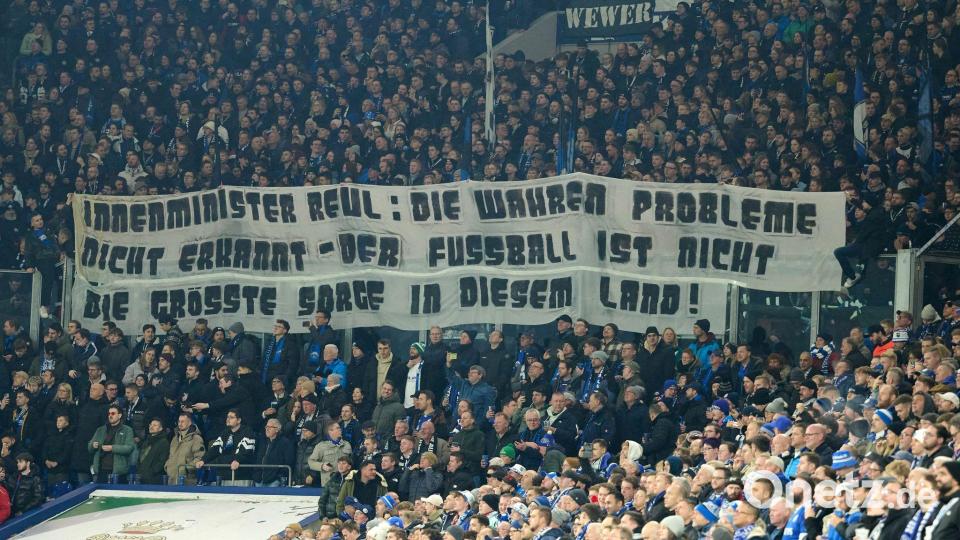 WEWER
INNENMINISTER REUL: DIE WAHREN PROBLEME
NICHT ERKANNT - DER FUSSBALL IST NICHT
DIE GRÖSSTE SORGE IN DIESEM LAND!
Onetz.de